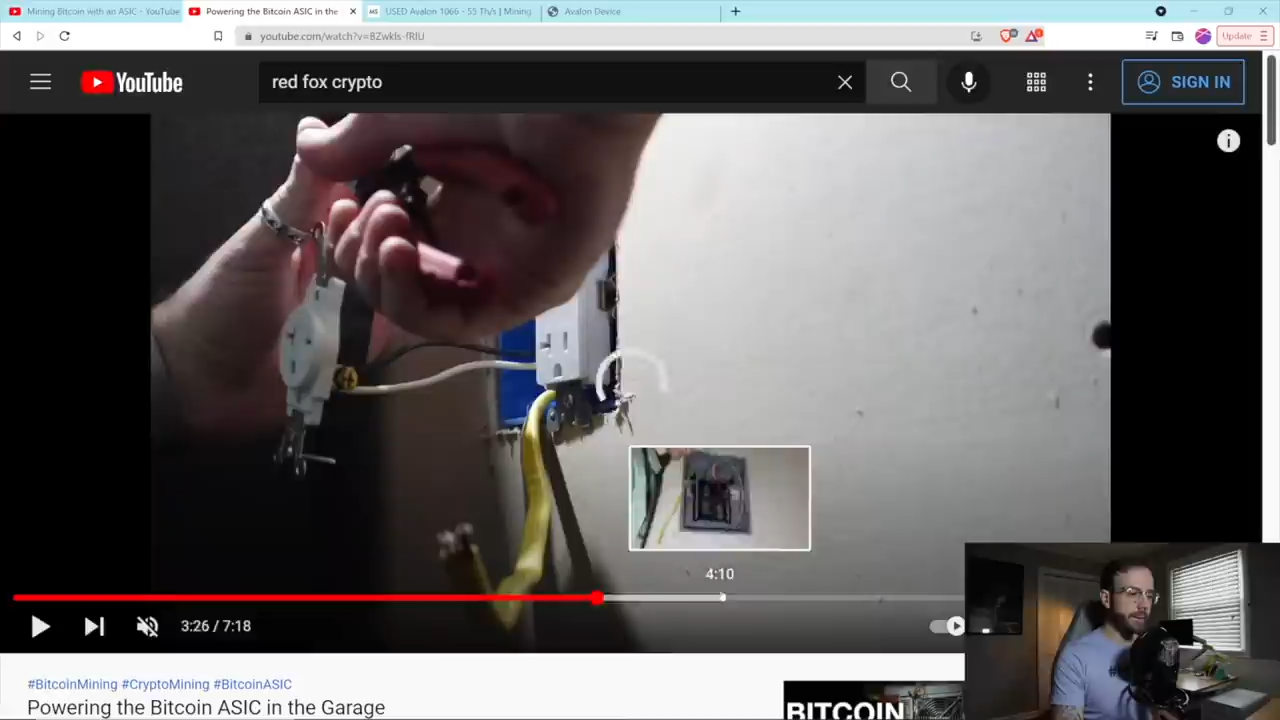 Mining Bitcoin with an ASIC - YouTube
Powering the Bitcoin ASIC in the
USED Avalon 1066 - 55 Th/s | Mining
Avalon Device
youtube.com/watch?v=BZwkIs-fRIU
Update
YouTube
red fox crypto
SIGN IN
4:10
3:26 / 7:18
#BitcoinMining #CryptoMining #BitcoinASIC
Powering the Bitcoin ASIC in the Garage
BITCOIN